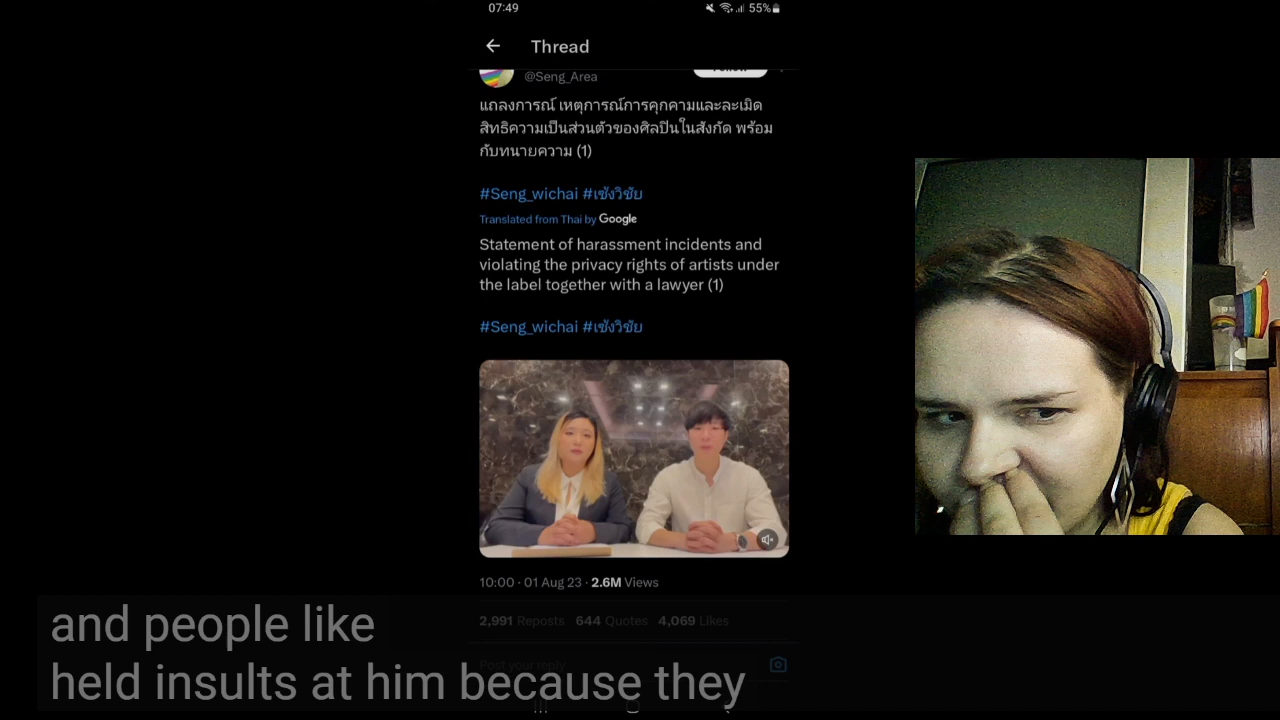 07:49
55%
Thread
@Seng_Area
แถลงการณ์ เหตุการณ์การคุกคามและละเมิด
สิทธิความเป็นส่วนตัวของศิลปินในสังกัด พร้อม
กับทนายความ (1)
#Seng_wichai #เซ้งวิชัย
Translated from Thai by Google
Statement of harassment incidents and
violating the privacy rights of artists under
the label together with a lawyer (1)
#Seng_wichai #เซ้งวิชัย
10:00 · 01 Aug 23 · 2.6M Views
2,991 Reposts 644 Quotes 4,069 Likes
Post your reply
and people like
held insults at him because they